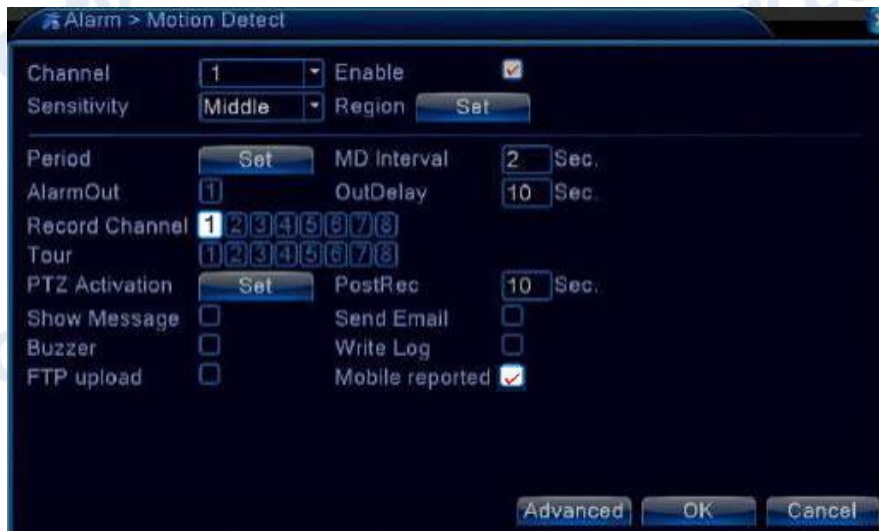 Alarm > Motion Detect
Channel 1 Enable
Sensitivity Middle Region Set
Period Set MD Interval 2 Sec.
AlarmOut 1 OutDelay 10 Sec.
Record Channel 1 2 3 4 5 6 7 8
Tour 1 2 3 4 5 6 7 8
PTZ Activation Set PostRec 10 Sec.
Show Message Send Email
Buzzer Write Log
FTP upload Mobile reported
Advanced OK Cancel